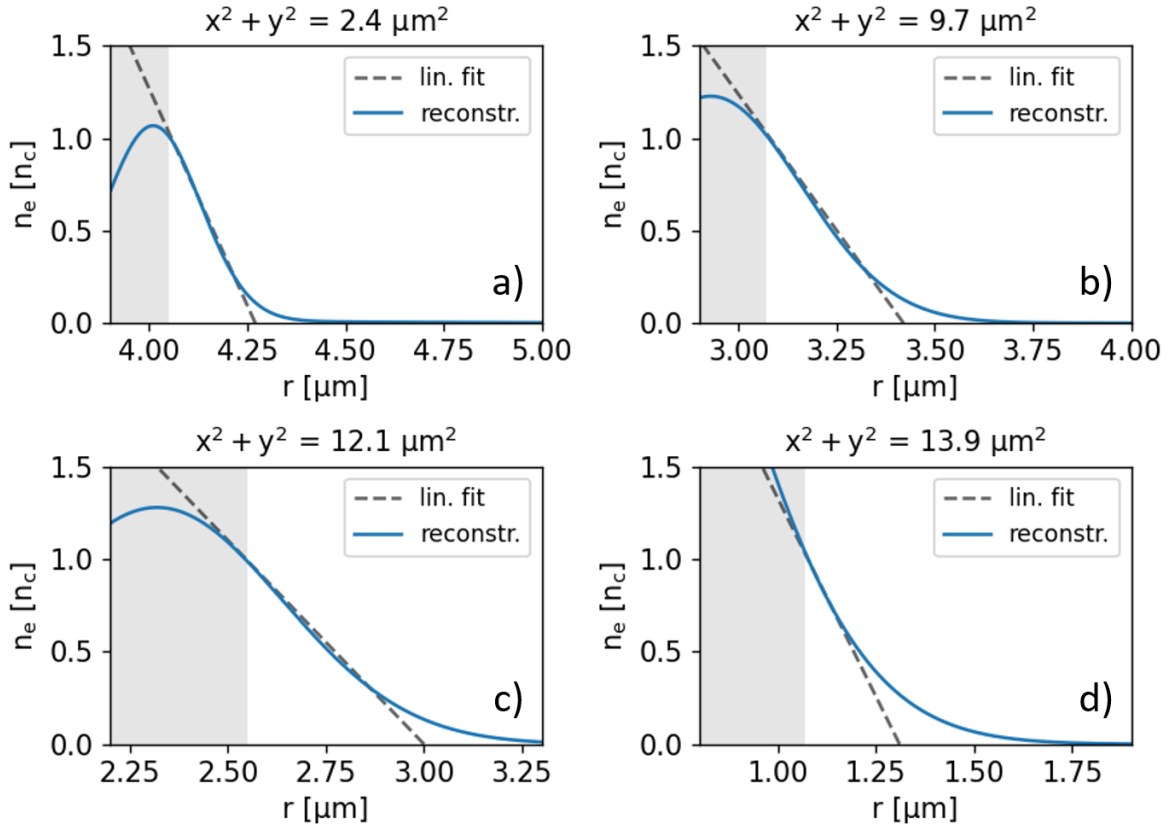 x² + y² = 2.4 μm²
1.5
1.0
0.5
0.0
nₑ [n_c]
lin. fit
reconstr.
a)
4.00 4.25 4.50 4.75 5.00
r [μm]
x² + y² = 9.7 μm²
1.5
1.0
0.5
0.0
nₑ [n_c]
lin. fit
reconstr.
b)
3.00 3.25 3.50 3.75 4.00
r [μm]
x² + y² = 12.1 μm²
1.5
1.0
0.5
0.0
nₑ [n_c]
lin. fit
reconstr.
c)
2.25 2.50 2.75 3.00 3.25
r [μm]
x² + y² = 13.9 μm²
1.5
1.0
0.5
0.0
nₑ [n_c]
lin. fit
reconstr.
d)
1.00 1.25 1.50 1.75
r [μm]